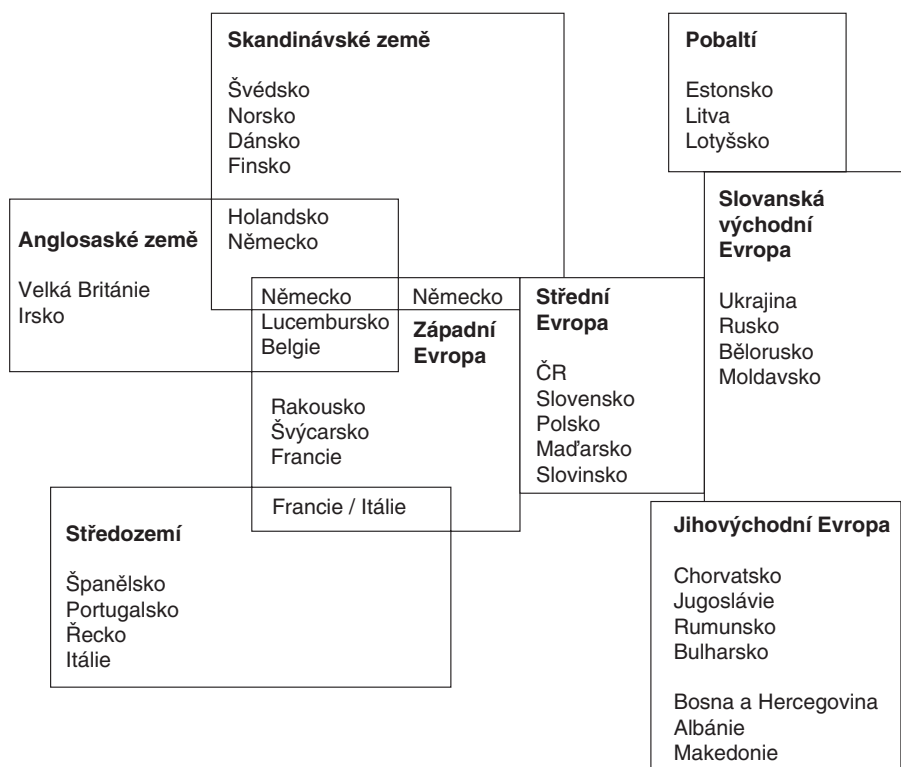 Skandinávské země
Švédsko
Norsko
Dánsko
Finsko
Holandsko
Německo
Pobaltí
Estonsko
Litva
Lotyšsko
Anglosaské země
Velká Británie
Irsko
Německo
Lucembursko
Belgie
Německo
Západní
Evropa
Rakousko
Švýcarsko
Francie
Francie / Itálie
Střední
Evropa
ČR
Slovensko
Polsko
Maďarsko
Slovinsko
Slovanská
východní
Evropa
Ukrajina
Rusko
Bělorusko
Moldavsko
Středozemí
Španělsko
Portugalsko
Řecko
Itálie
Jihovýchodní Evropa
Chorvatsko
Jugoslávie
Rumunsko
Bulharsko
Bosna a Hercegovina
Albánie
Makedonie